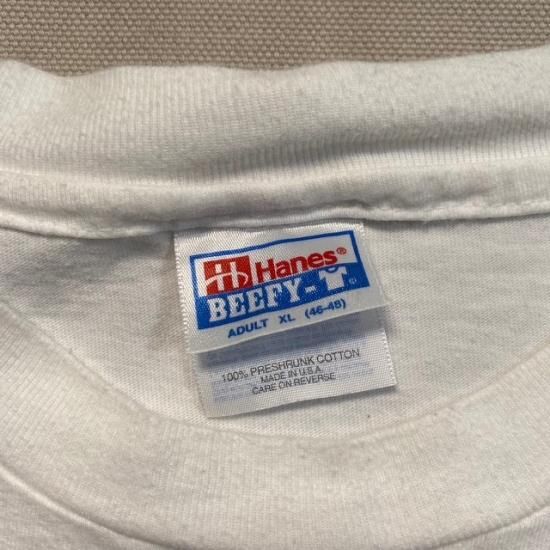 Hanes®
BEEFY-T ©
ADULT XL (46-48)
100% PRESHRUNK COTTON
MADE IN U.S.A.
CARE ON REVERSE